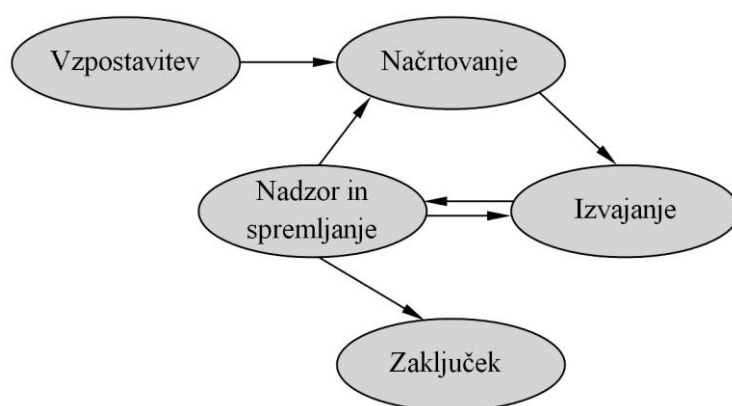 Vzpostavitev
Načrtovanje
Nadzor in
spremljanje
Izvajanje
Zaključek